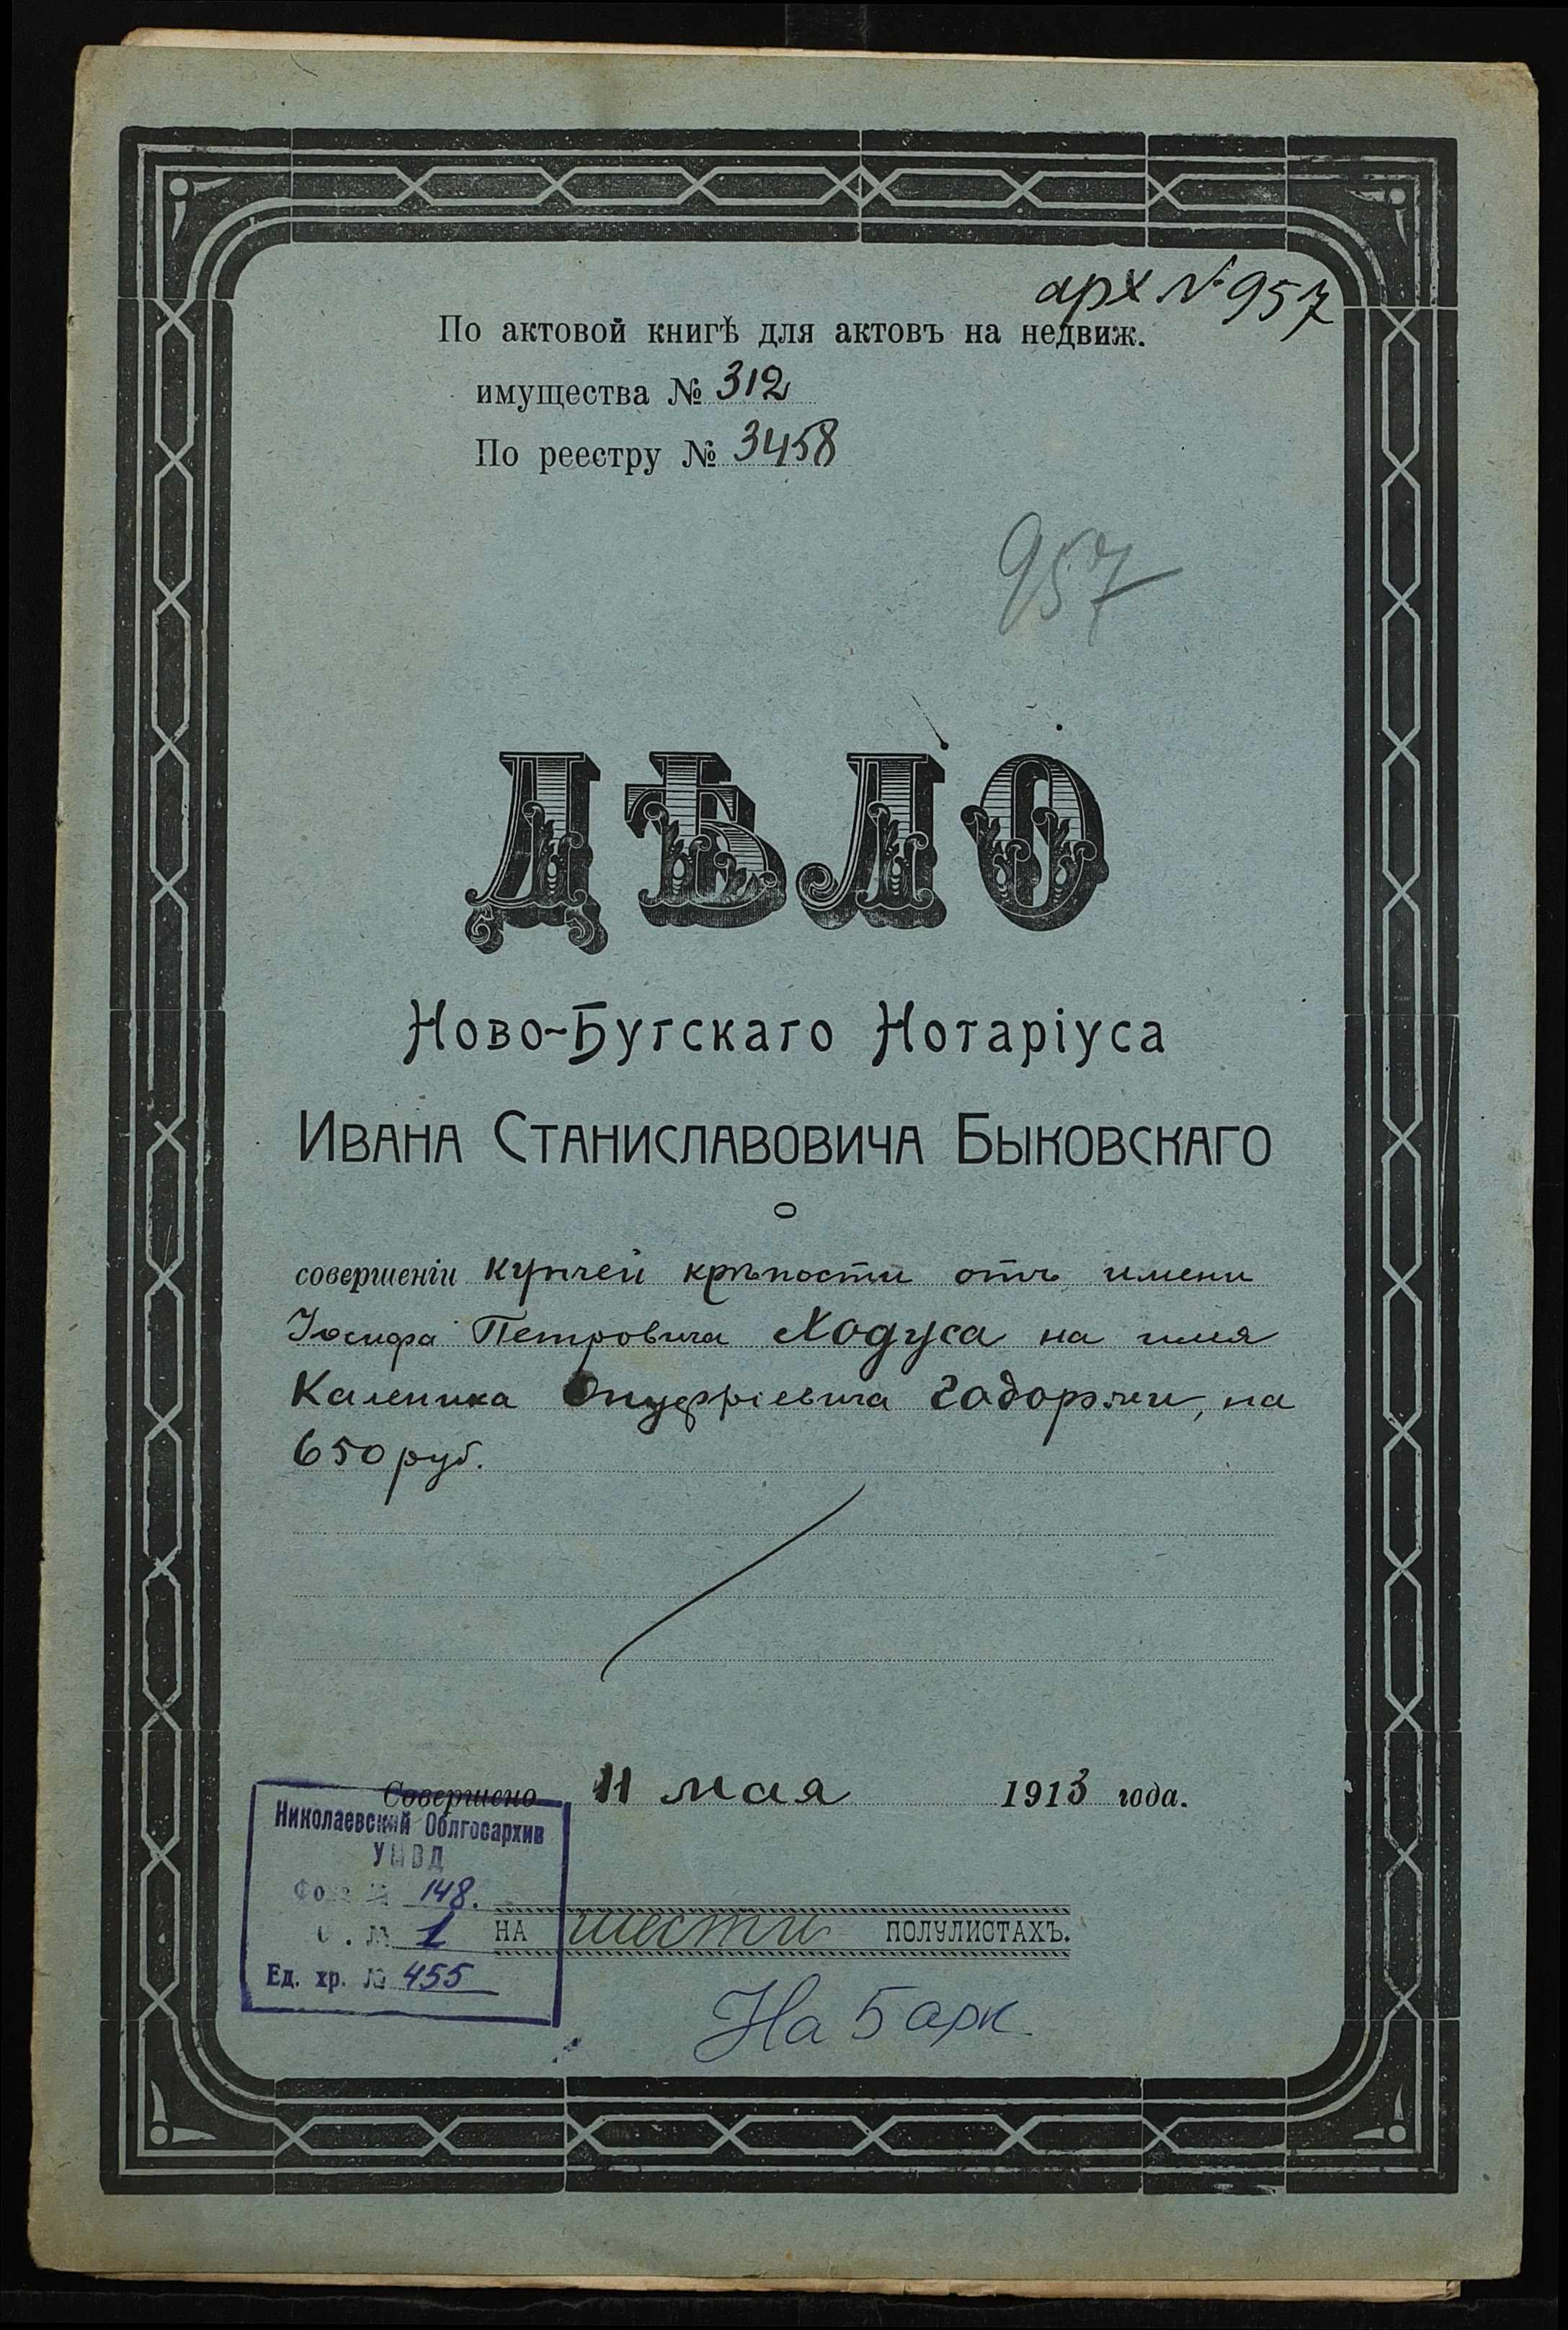 арх № 957
По актовой книгѣ для актовъ на недвиж.
имущества № 312
По реестру № 3458
957
ДѢЛО
Ново-Бугскаго Нотаріуса
Ивана Станиславовича Быковскаго
о
совершеніи купчей крѣпости отъ имени
Іосифа Петровича Ходуса на имя
Каленика Онуфріевича на
650 руб.
Совершено 11 мая 1913 года.
Николаевский Облгосархив
УМВД
Фонд № 148.
О. № 1
Ед. хр. № 455
НА шести ПОЛУЛИСТАХЪ.
На 5 арк.